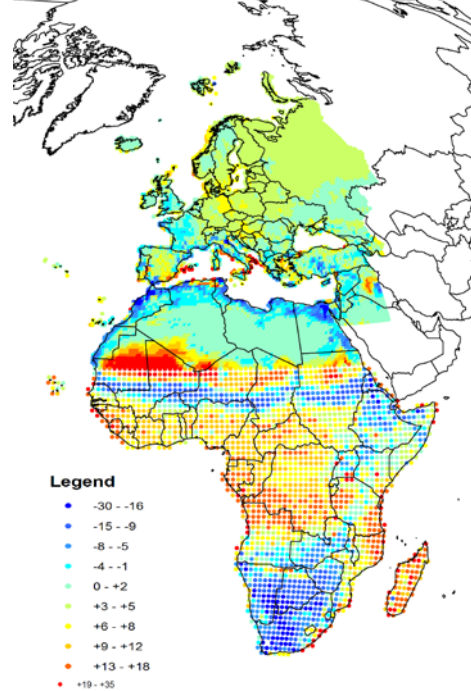 Legend
-30 - -16
-15 - -9
-8 - -5
-4 - -1
0 - +2
+3 - +5
+6 - +8
+9 - +12
+13 - +18
+19 - +35